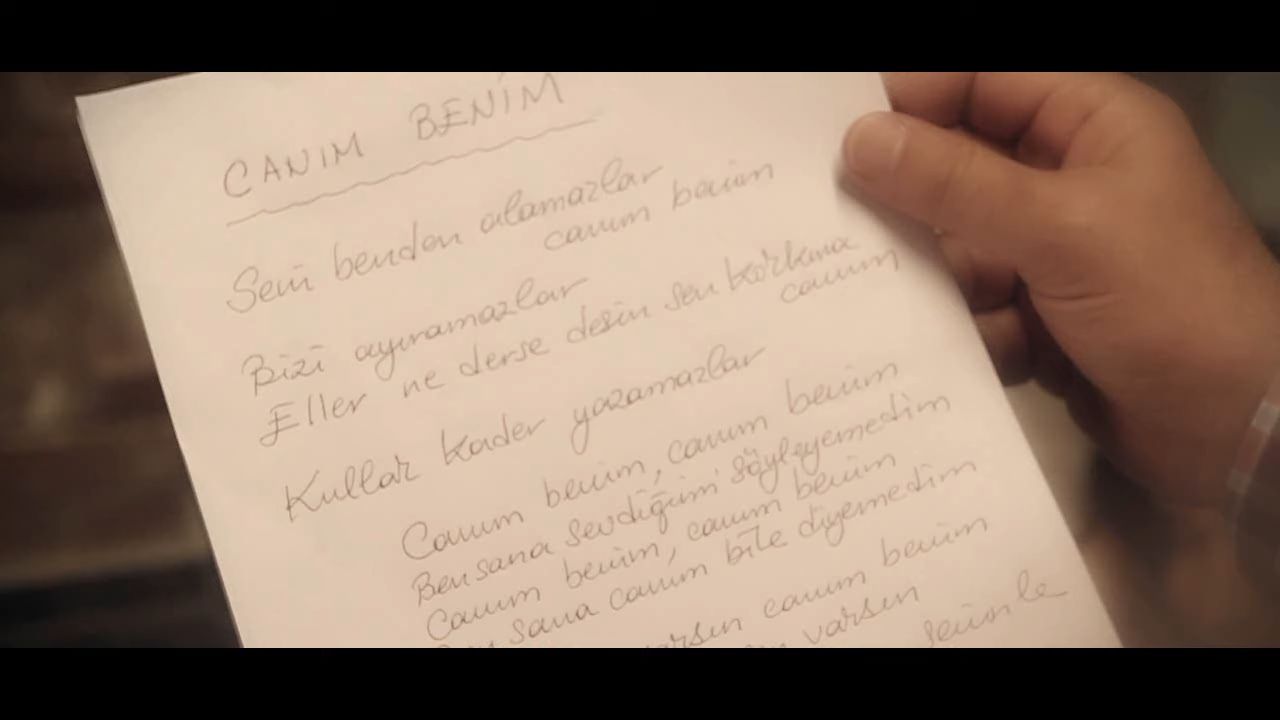 CANIM BENİM
Seni benden alamazlar
canım benim
Bizi ayıramazlar
Eller ne derse desin sen korkma
canım
Kullar kader yazamazlar
Canım benim, canım benim
Ben sana sevdiğimi söyleyemedim
Canım benim, canım benim
sana canım bile diyemedim
varsın canım benim
varsın
seninle